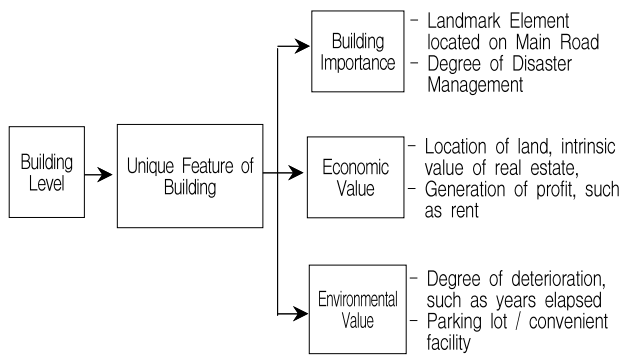 Building
Level
Unique Feature of
Building
Building
Importance
- Landmark Element
located on Main Road
- Degree of Disaster
Management
Economic
Value
- Location of land, intrinsic
value of real estate,
- Generation of profit, such
as rent
Environmental
Value
- Degree of deterioration,
such as years elapsed
- Parking lot / convenient
facility